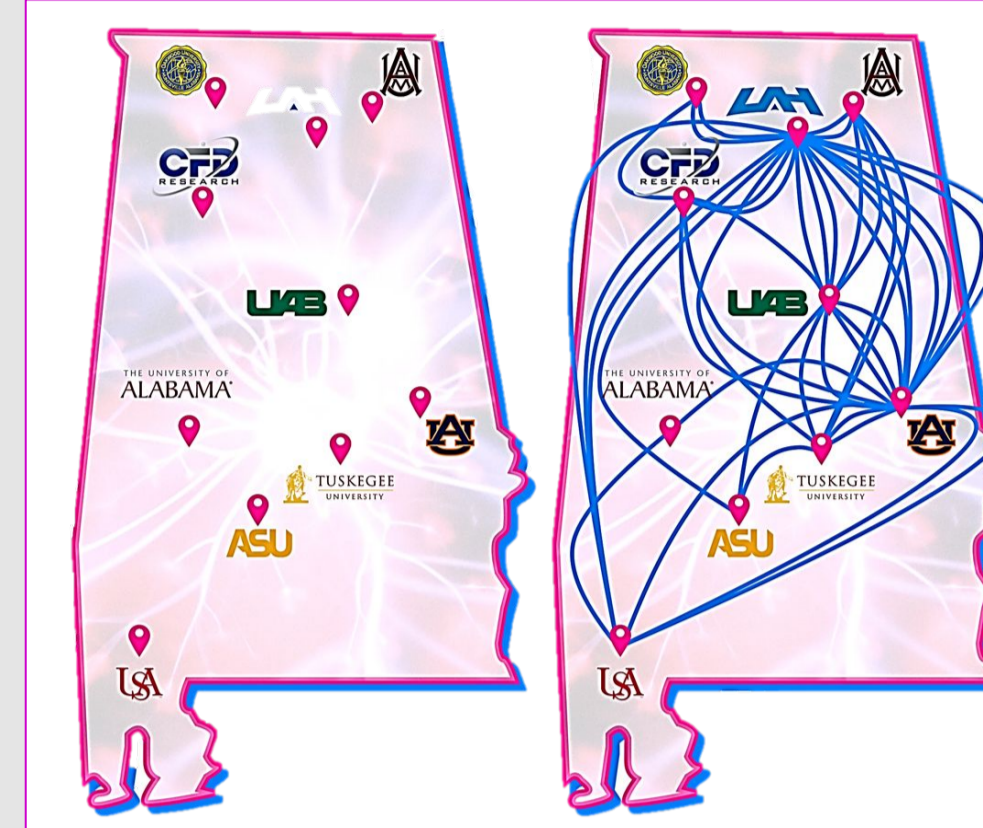 UAH
CFD
RESEARCH
UAB
THE UNIVERSITY OF
ALABAMA
TUSKEGEE
UNIVERSITY
ASU
USA
UAH
CFD
RESEARCH
UAB
THE UNIVERSITY OF
ALABAMA
TUSKEGEE
UNIVERSITY
ASU
USA